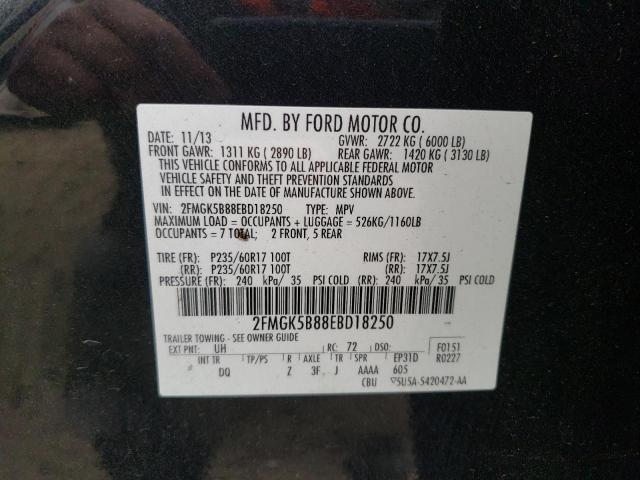 MFD. BY FORD MOTOR CO.
DATE: 11/13 GVWR: 2722 KG ( 6000 LB)
FRONT GAWR: 1311 KG ( 2890 LB) REAR GAWR: 1420 KG ( 3130 LB)
THIS VEHICLE CONFORMS TO ALL APPLICABLE FEDERAL MOTOR
VEHICLE SAFETY AND THEFT PREVENTION STANDARDS
IN EFFECT ON THE DATE OF MANUFACTURE SHOWN ABOVE.
VIN: 2FMGK5B88EBD18250 TYPE: MPV
MAXIMUM LOAD = OCCUPANTS + LUGGAGE = 526KG/1160LB
OCCUPANTS = 7 TOTAL; 2 FRONT, 5 REAR
TIRE (FR): P235/60R17 100T RIMS (FR): 17X7.5J
(RR): P235/60R17 100T (RR): 17X7.5J
PRESSURE (FR): 240 kPa/ 35 PSI COLD (RR): 240 kPa/ 35 PSI COLD
2FMGK5B88EBD18250
TRAILER TOWING - SEE OWNER GUIDE
EXT PNT: UH RC: 72 DSO: F0151
INT TR TP/PS R AXLE TR SPR EP31D R0227
DQ Z 3F J AAAA 605
CBU 5U5A-5420472-AA